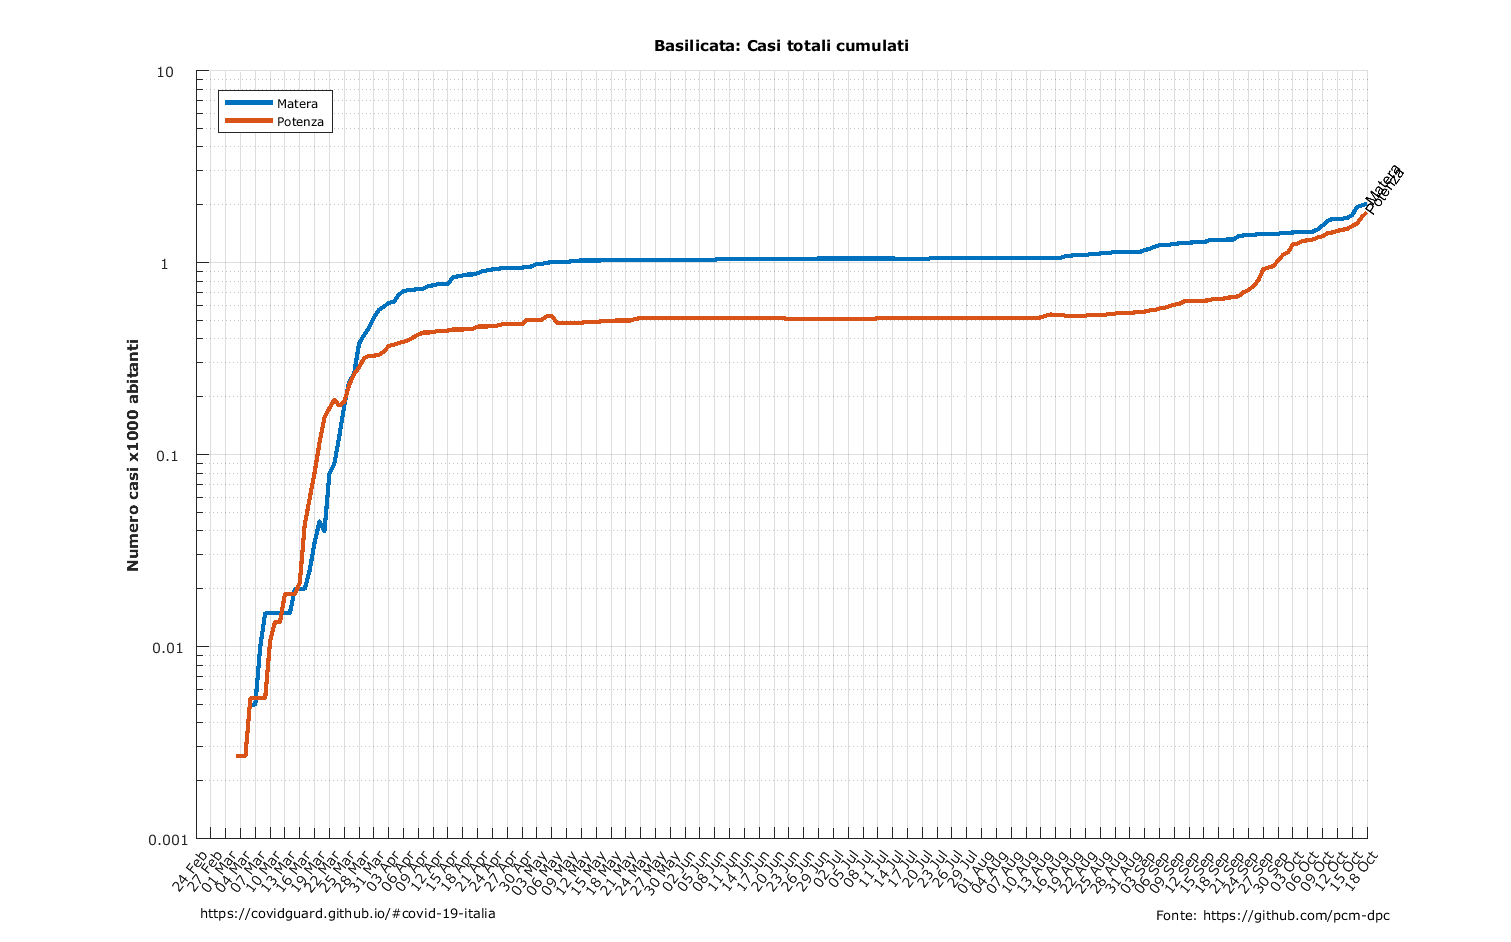 Basilicata: Casi totali cumulati
10
1
0.1
0.01
0.001
Numero casi x1000 abitanti
Matera
Potenza
Matera
Potenza
24 Feb
27 Feb
01 Mar
04 Mar
07 Mar
10 Mar
13 Mar
16 Mar
19 Mar
22 Mar
25 Mar
28 Mar
31 Mar
03 Apr
06 Apr
09 Apr
12 Apr
15 Apr
18 Apr
21 Apr
24 Apr
27 Apr
30 Apr
03 May
06 May
09 May
12 May
15 May
18 May
21 May
24 May
27 May
30 May
02 Jun
05 Jun
08 Jun
11 Jun
14 Jun
17 Jun
20 Jun
23 Jun
26 Jun
29 Jun
02 Jul
05 Jul
08 Jul
11 Jul
14 Jul
17 Jul
20 Jul
23 Jul
26 Jul
29 Jul
01 Aug
04 Aug
07 Aug
10 Aug
13 Aug
16 Aug
19 Aug
22 Aug
25 Aug
28 Aug
31 Aug
03 Sep
06 Sep
09 Sep
12 Sep
15 Sep
18 Sep
21 Sep
24 Sep
27 Sep
30 Sep
03 Oct
06 Oct
09 Oct
12 Oct
15 Oct
18 Oct
https://covidguard.github.io/#covid-19-italia
Fonte: https://github.com/pcm-dpc